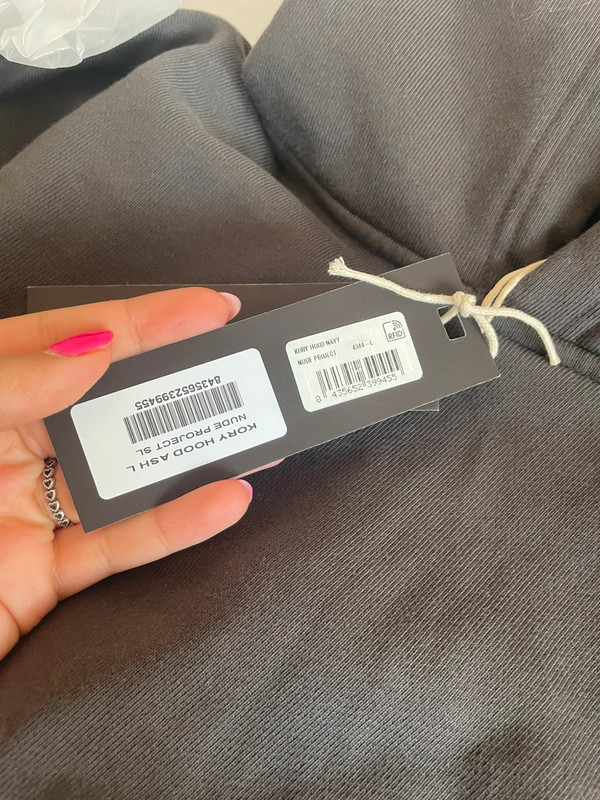 KORY HOOD NAVY
NUDE PROJECT 4344 - L
RFID
8 435652 399455
KORY HOOD ASH L
NUDE PROJECT SL
8435652399455